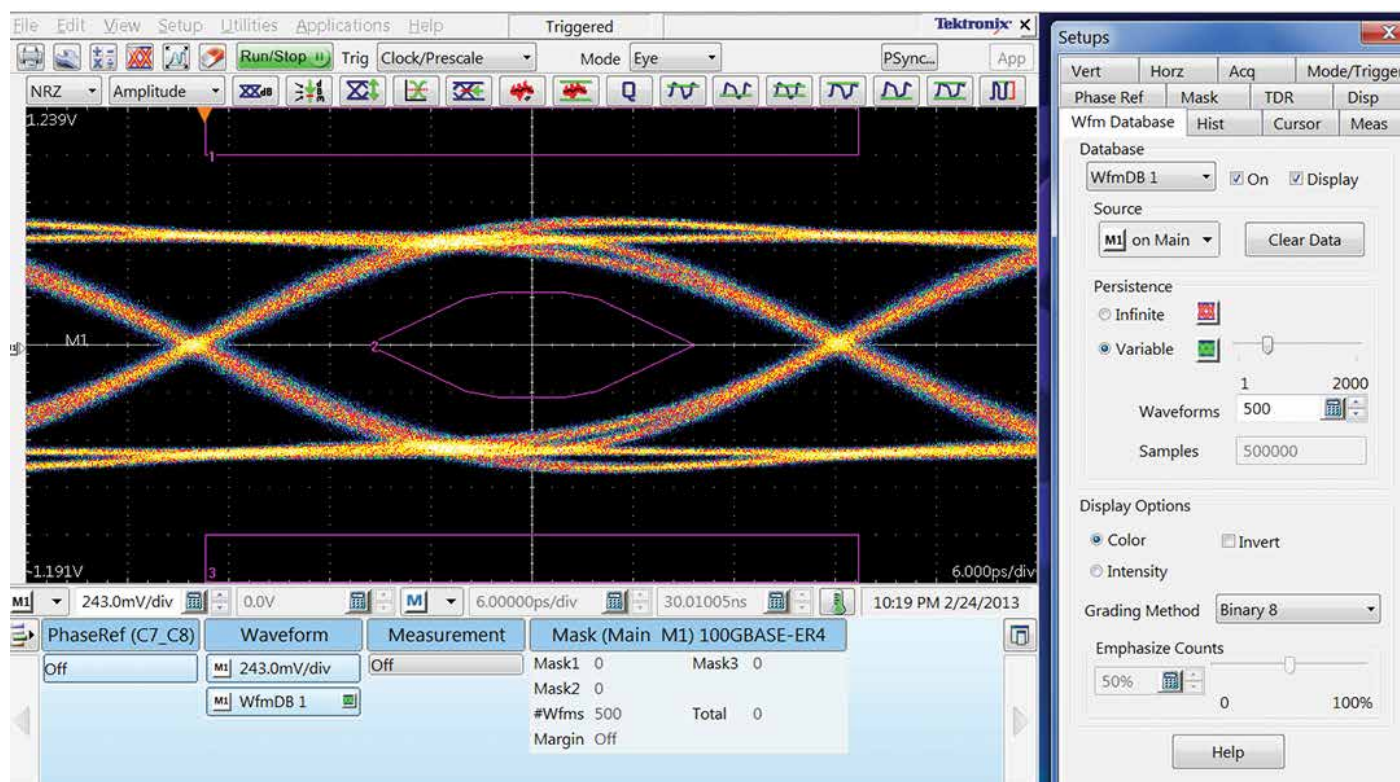 File Edit View Setup Utilities Applications Help Triggered Tektronix X
Run/Stop Trig Clock/Prescale Mode Eye PSync... App
NRZ Amplitude dB Q
1.239V
1
M1
2
-1.191V
3
6.000ps/div
M1 243.0mV/div 0.0V M 6.00000ps/div 30.01005ns 10:19 PM 2/24/2013
PhaseRef (C7_C8) Waveform Measurement Mask (Main M1) 100GBASE-ER4
Off M1 243.0mV/div Off Mask1 0 Mask3 0
M1 WfmDB 1 Mask2 0
#Wfms 500 Total 0
Margin Off
Setups
Vert Horz Acq Mode/Trigger
Phase Ref Mask TDR Disp
Wfm Database Hist Cursor Meas
Database
WfmDB 1 On Display
Source
M1 on Main Clear Data
Persistence
Infinite
Variable
1 2000
Waveforms 500
Samples 500000
Display Options
Color Invert
Intensity
Grading Method Binary 8
Emphasize Counts
50%
0 100%
Help